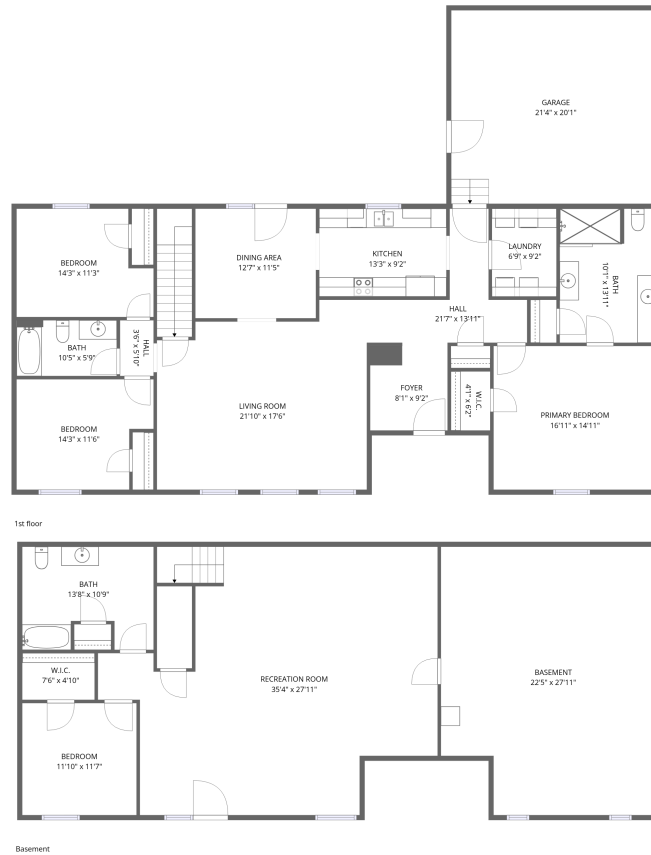 GARAGE
21'4" x 20'1"
BEDROOM
14'3" x 11'3"
DINING AREA
12'7" x 11'5"
KITCHEN
13'3" x 9'2"
LAUNDRY
6'9" x 9'2"
BATH
10'1" x 13'11"
HALL
21'7" x 13'11"
BATH
10'5" x 5'9"
HALL
3'6" x 5'10"
BEDROOM
14'3" x 11'6"
LIVING ROOM
21'10" x 17'6"
FOYER
8'1" x 9'2"
W.I.C.
4'1" x 6'2"
PRIMARY BEDROOM
16'11" x 14'11"
1st floor
BATH
13'8" x 10'9"
W.I.C.
7'6" x 4'10"
RECREATION ROOM
35'4" x 27'11"
BASEMENT
22'5" x 27'11"
BEDROOM
11'10" x 11'7"
Basement